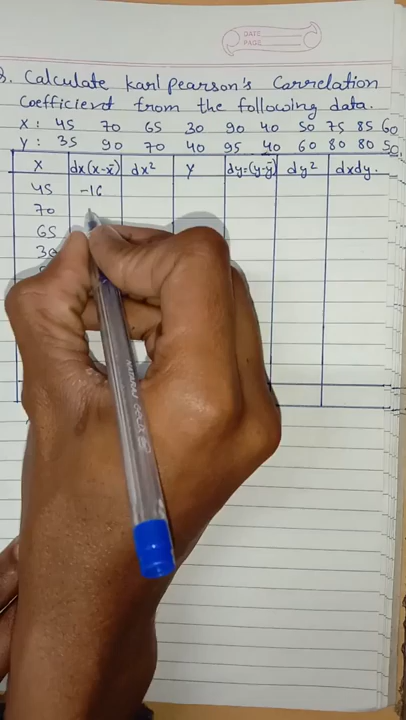 DATE
PAGE
3. Calculate Karl Pearson's Correlation
Coefficient from the following data.
X: 45 70 65 30 90 40 50 75 85 60
Y: 35 90 70 40 95 40 60 80 80 50.
X dx(x-x̄) dx² Y dy=(y-ȳ) dy² dxdy.
45 -16
70
65
30